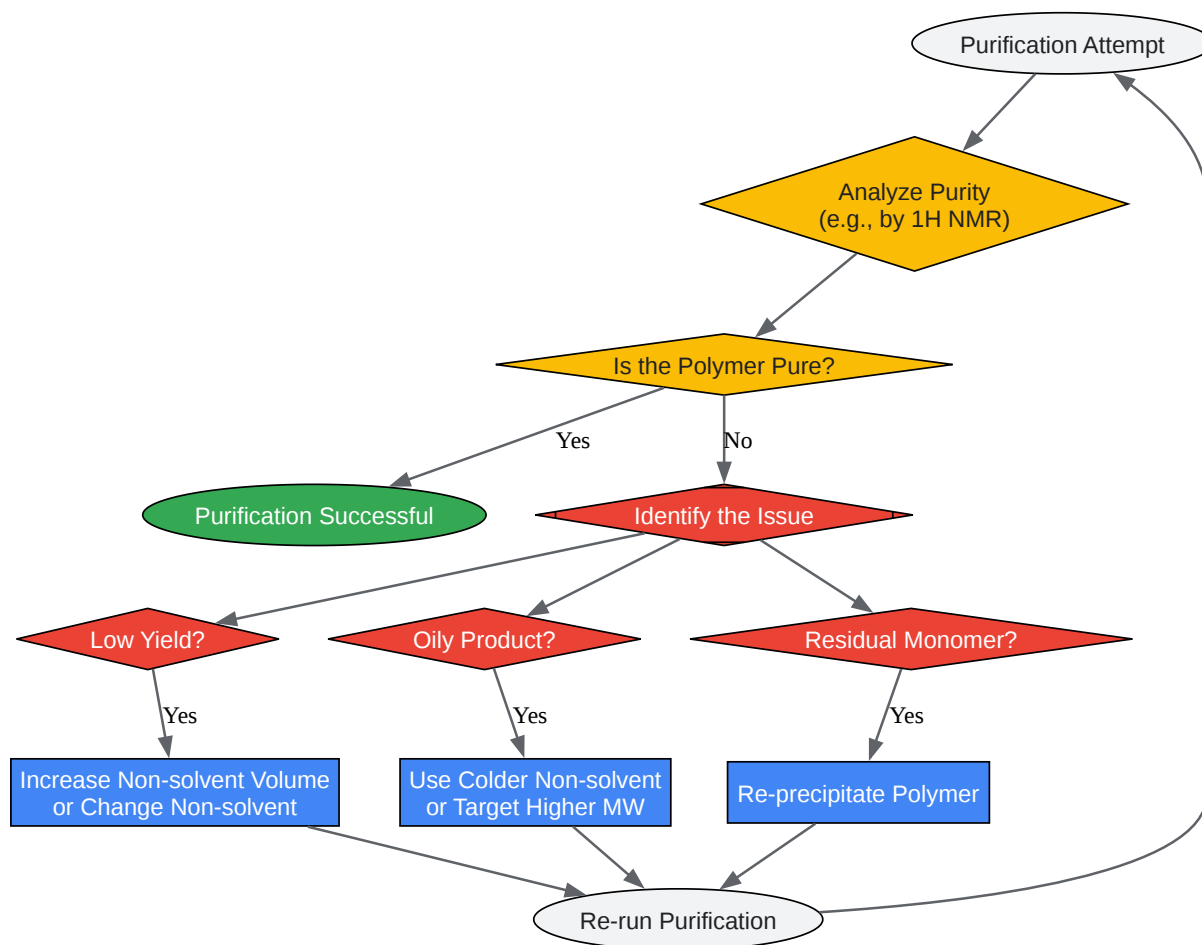 Purification Attempt
Analyze Purity
(e.g., by 1H NMR)
Is the Polymer Pure?
Yes
No
Purification Successful
Identify the Issue
Low Yield?
Oily Product?
Residual Monomer?
Yes
Yes
Yes
Increase Non-solvent Volume
or Change Non-solvent
Use Colder Non-solvent
or Target Higher MW
Re-precipitate Polymer
Re-run Purification